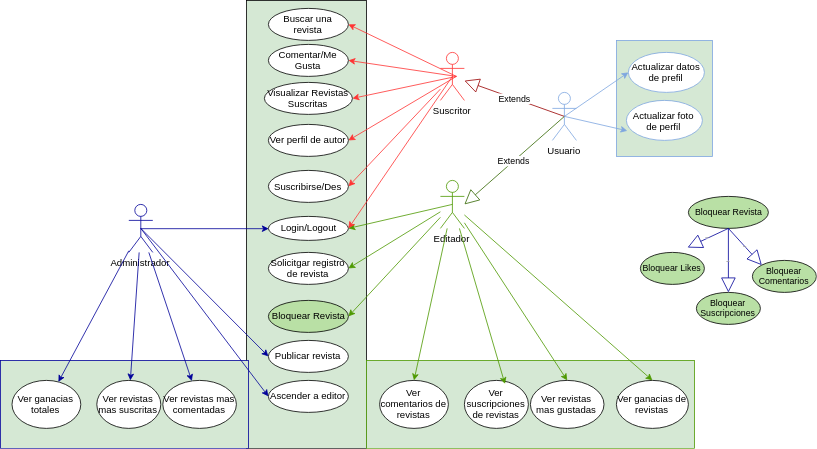 Buscar una
revista
Comentar/Me
Gusta
Visualizar Revistas
Suscritas
Ver perfil de autor
Suscribirse/Des
Login/Logout
Solicitgar registro
de revista
Bloquear Revista
Publicar revista
Ascender a editor
Suscritor
Extends
Usuario
Extends
Editador
Actualizar datos
de prefil
Actualizar foto
de perfil
Administrador
Bloquear Revista
Bloquear Likes
Bloquear
Comentarios
Bloquear
Suscripciones
Ver ganacias
totales
Ver revistas
mas suscritas
Ver revistas mas
comentadas
Ver
comentarios de
revistas
Ver
suscripciones
de revistas
Ver revistas
mas gustadas
Ver ganacias de
revistas